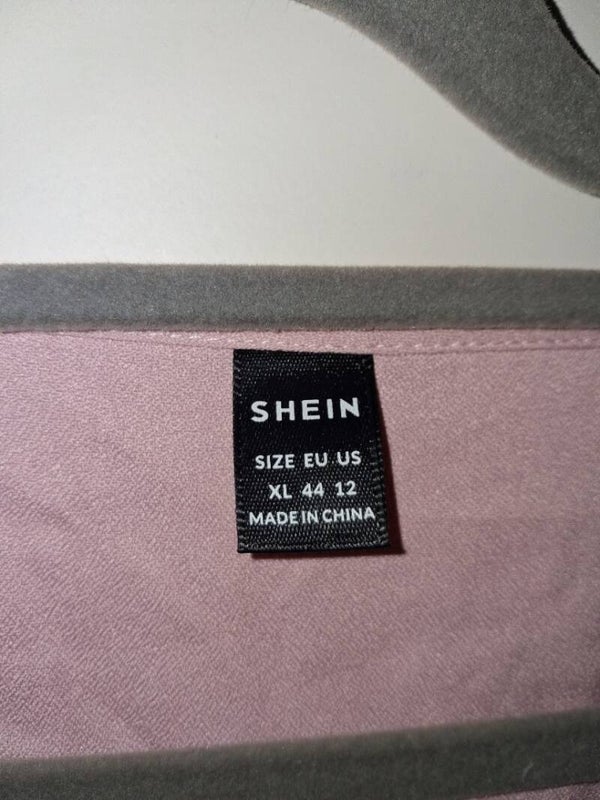 SHEIN
SIZE EU US
XL 44 12
MADE IN CHINA